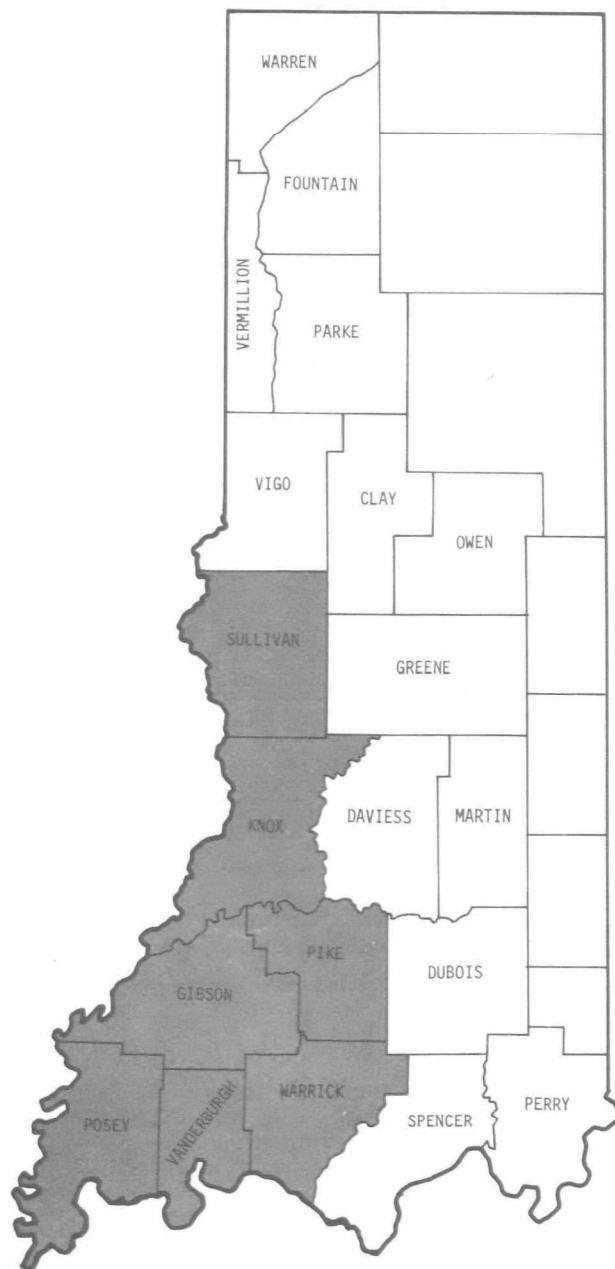 WARREN
FOUNTAIN
VERMILLION
PARKE
VIGO
CLAY
OWEN
SULLIVAN
GREENE
KNOX
DAVIESS
MARTIN
PIKE
DUBOIS
GIBSON
WARRICK
PERRY
SPENCER
POSEY
VANDERBURGH